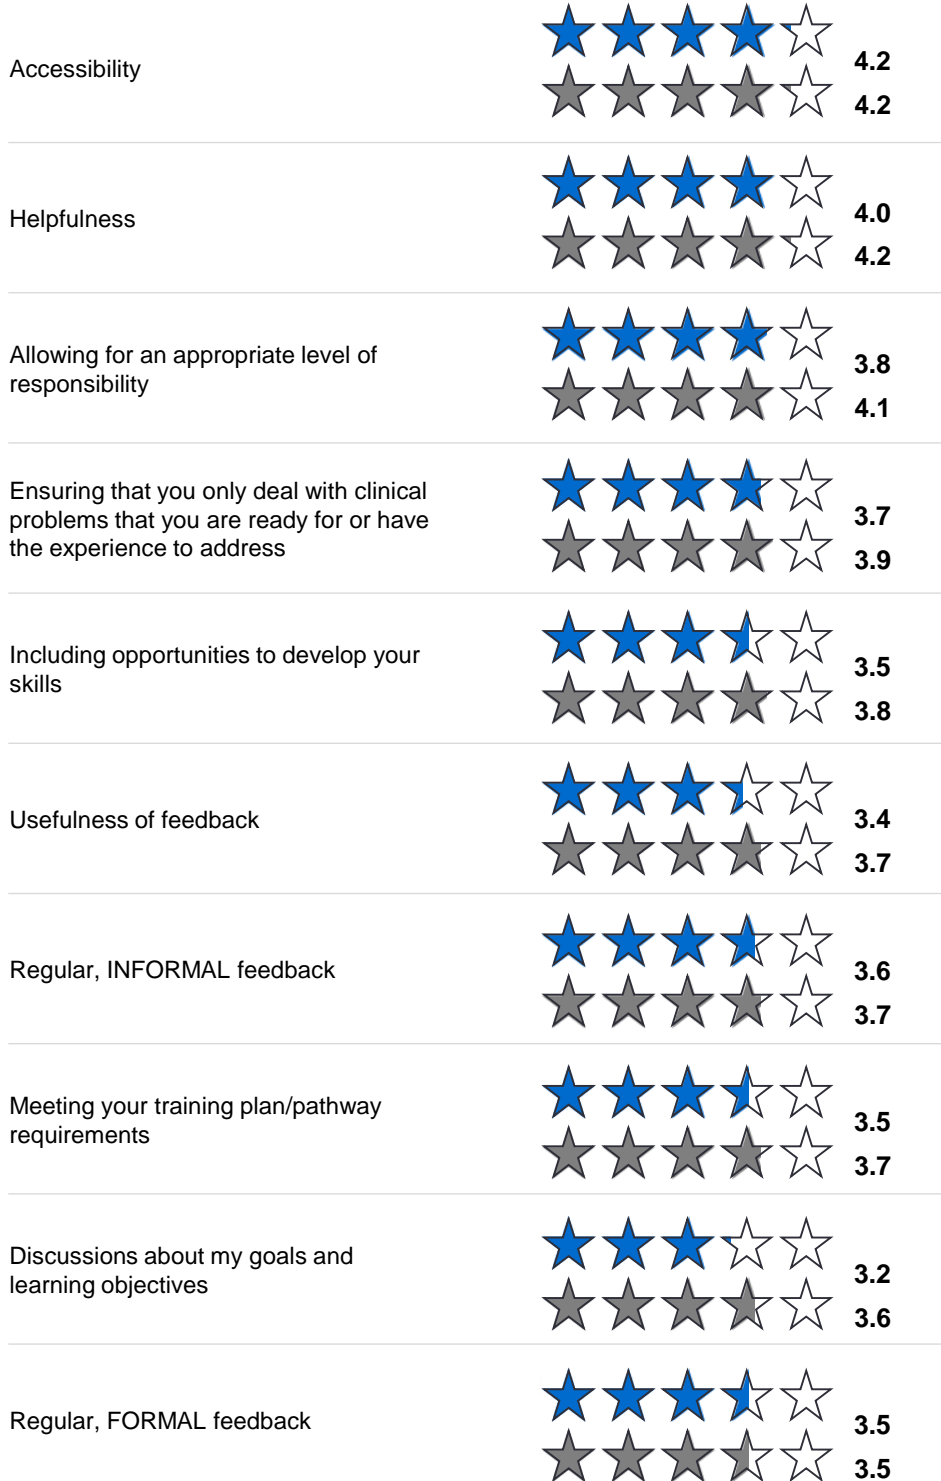 Accessibility
4.2
4.2
Helpfulness
4.0
4.2
Allowing for an appropriate level of
responsibility
3.8
4.1
Ensuring that you only deal with clinical
problems that you are ready for or have
the experience to address
3.7
3.9
Including opportunities to develop your
skills
3.5
3.8
Usefulness of feedback
3.4
3.7
Regular, INFORMAL feedback
3.6
3.7
Meeting your training plan/pathway
requirements
3.5
3.7
Discussions about my goals and
learning objectives
3.2
3.6
Regular, FORMAL feedback
3.5
3.5